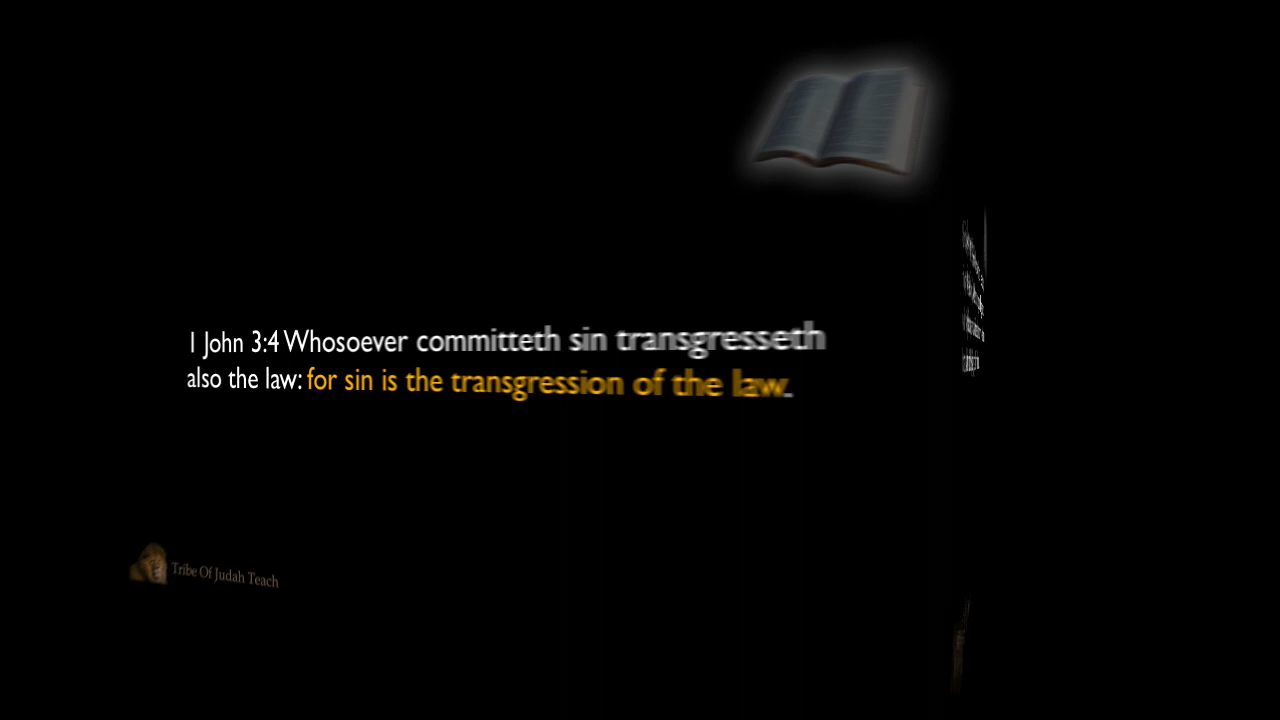 1 John 3:4 Whosoever committeth sin transgresseth
also the law: for sin is the transgression of the law.
Tribe Of Judah Teach